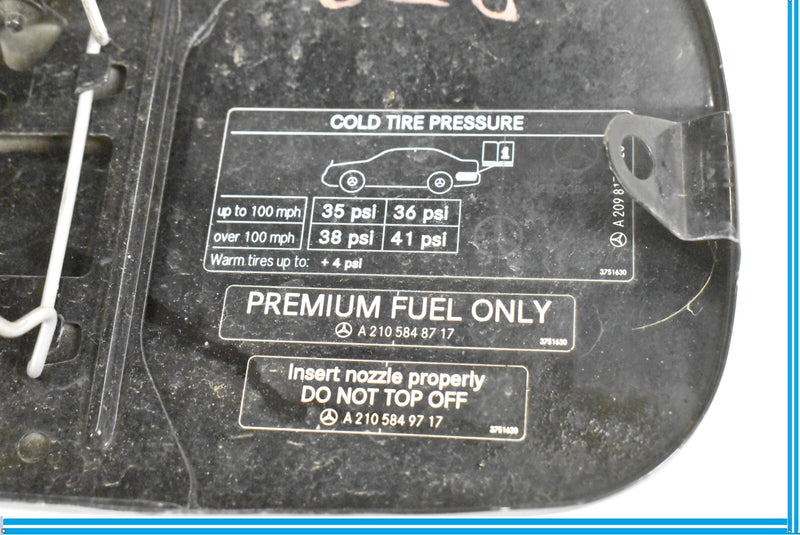 COLD TIRE PRESSURE
up to 100 mph 35 psi 36 psi
over 100 mph 38 psi 41 psi
Warm tires up to: + 4 psi
A 209
3751630
PREMIUM FUEL ONLY
A 210 584 87 17
3751630
Insert nozzle properly
DO NOT TOP OFF
A 210 584 97 17
3751630